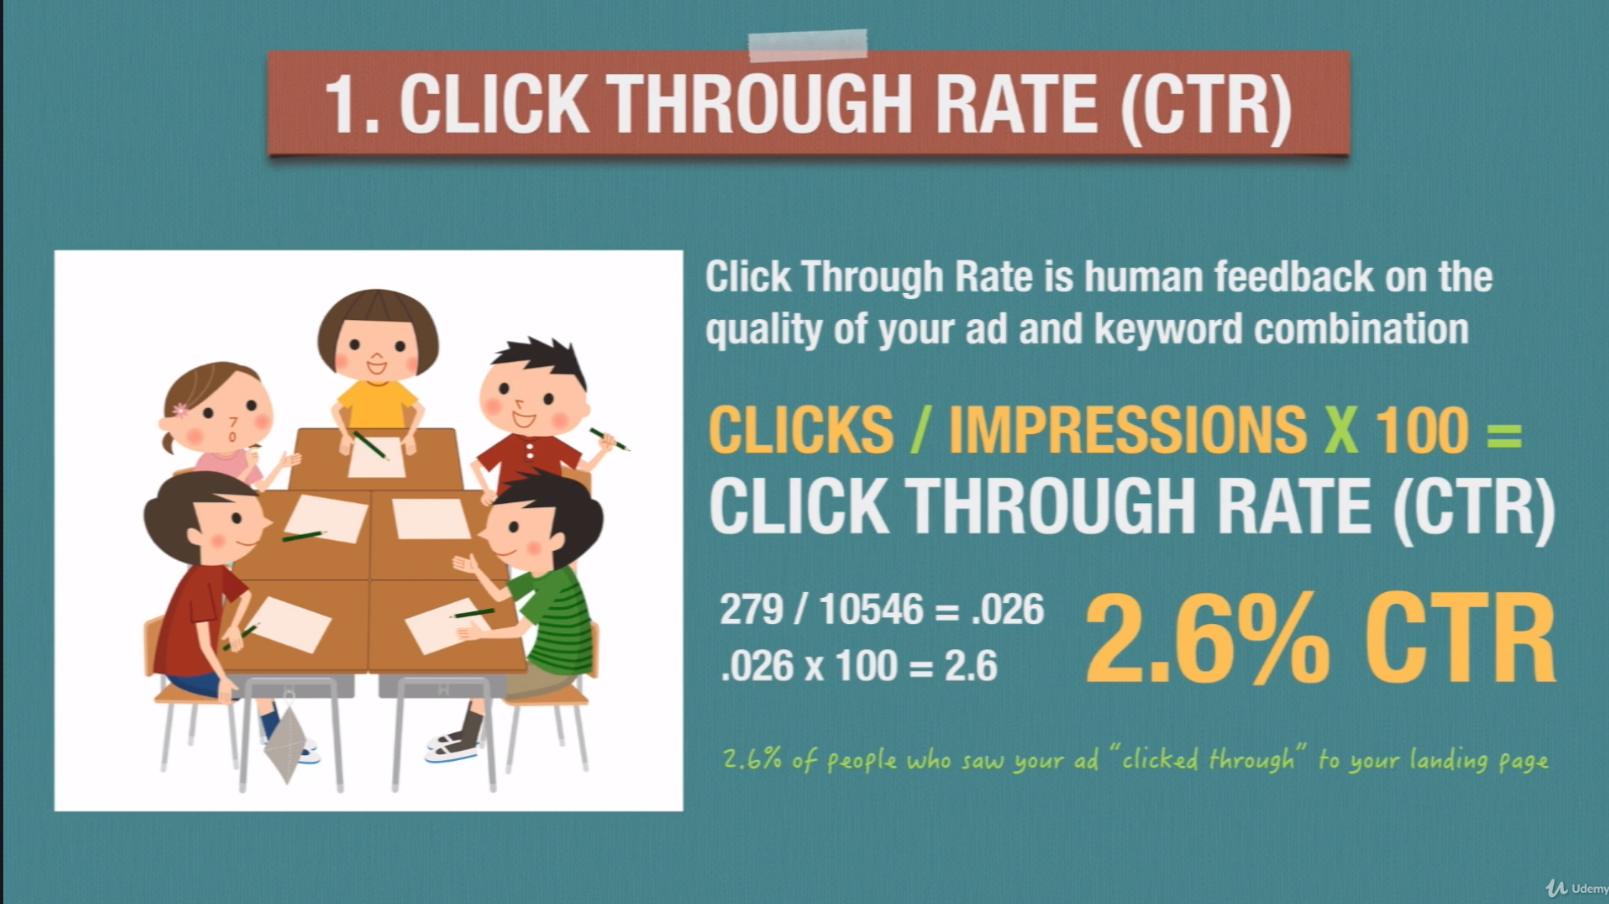 1. CLICK THROUGH RATE (CTR)
Click Through Rate is human feedback on the
quality of your ad and keyword combination
CLICKS / IMPRESSIONS X 100 =
CLICK THROUGH RATE (CTR)
279 / 10546 = .026
.026 x 100 = 2.6
2.6% CTR
2.6% of people who saw your ad “clicked through” to your landing page
Udemy